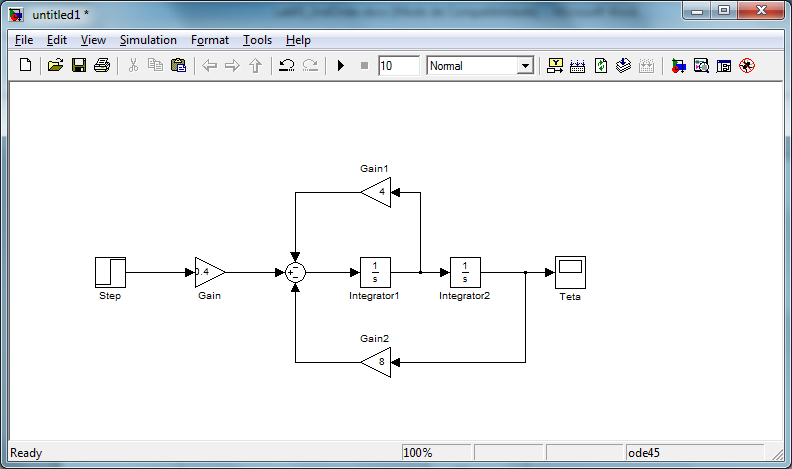 untitled1 *
File Edit View Simulation Format Tools Help
10 Normal
Gain1
4
0.4
+
−
−
1
s
1
s
Step Gain Integrator1 Integrator2 Teta
Gain2
8
Ready 100% ode45